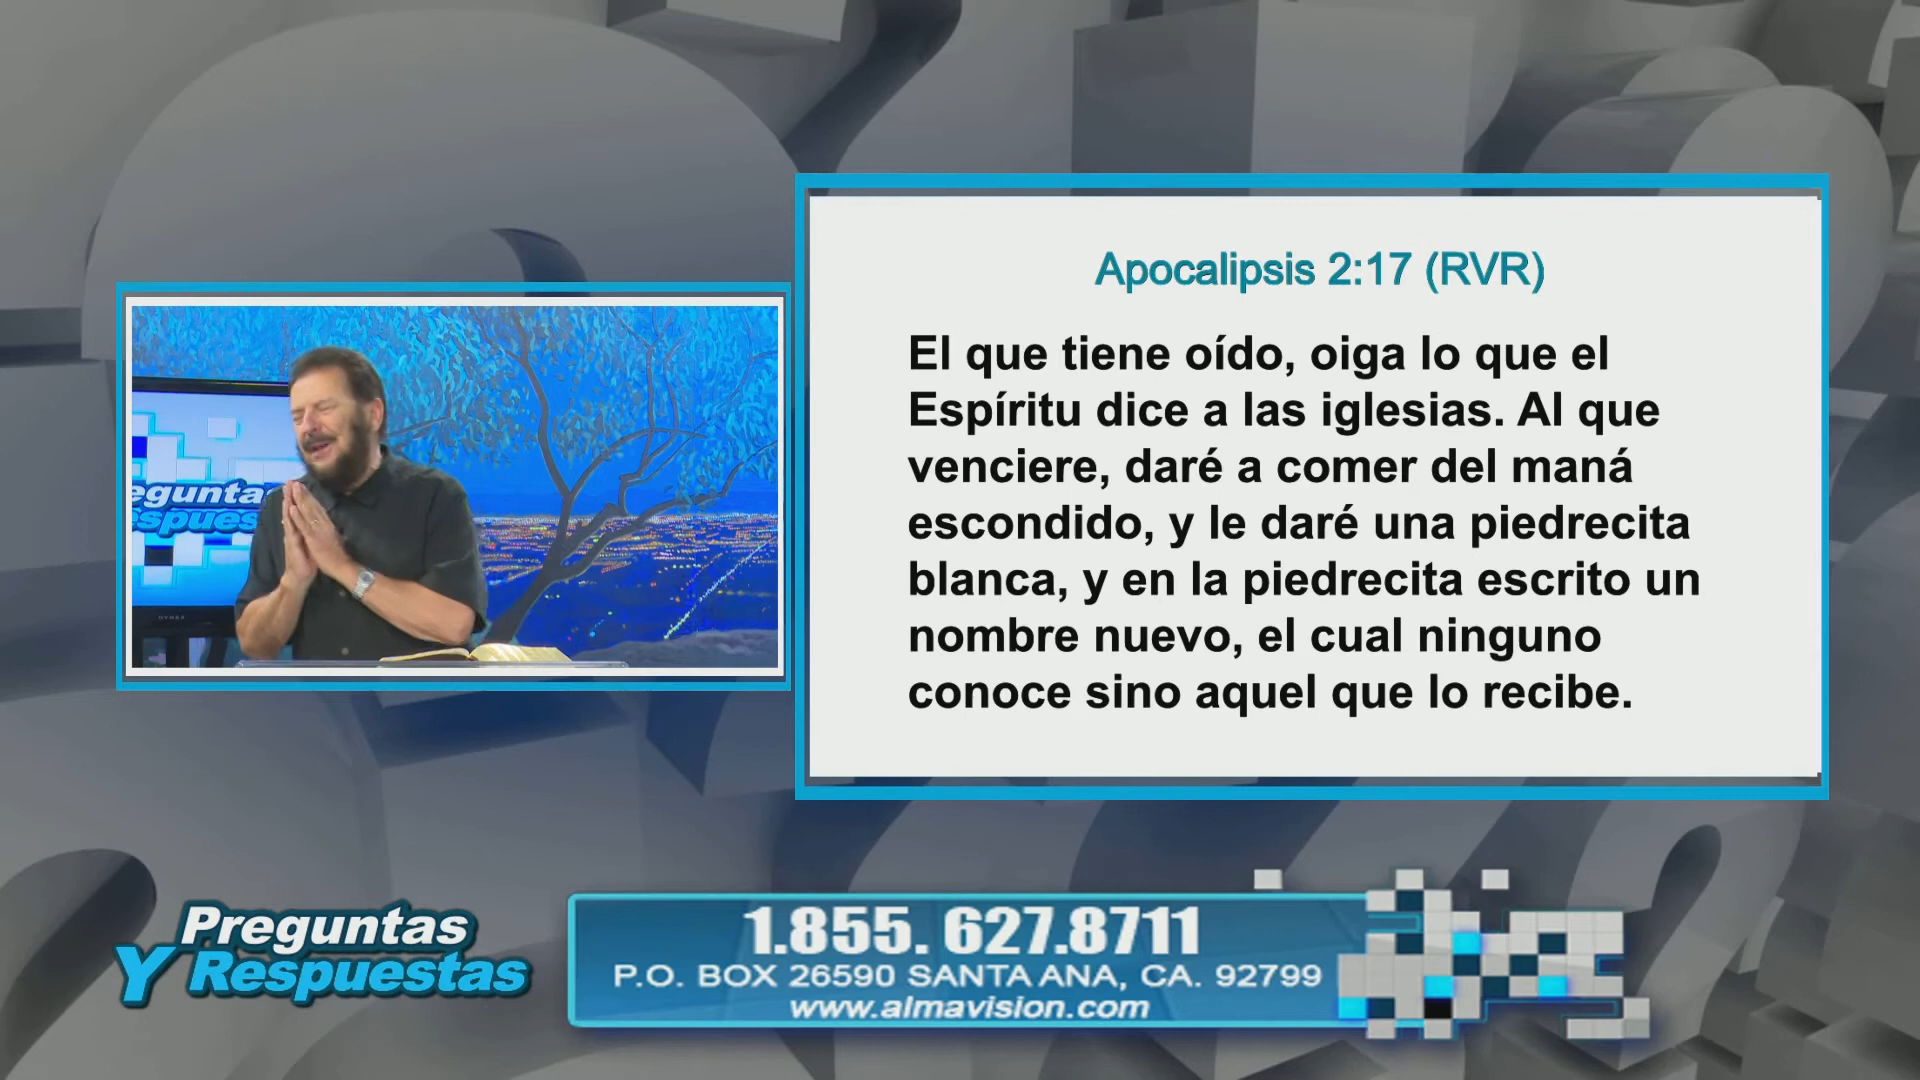 Apocalipsis 2:17 (RVR)
El que tiene oído, oiga lo que el
Espíritu dice a las iglesias. Al que
venciere, daré a comer del maná
escondido, y le daré una piedrecita
blanca, y en la piedrecita escrito un
nombre nuevo, el cual ninguno
conoce sino aquel que lo recibe.
eguntas
espues
DYNEX
Preguntas
Y Respuestas
1.855. 627.8711
P.O. BOX 26590 SANTA ANA, CA. 92799
www.almavision.com